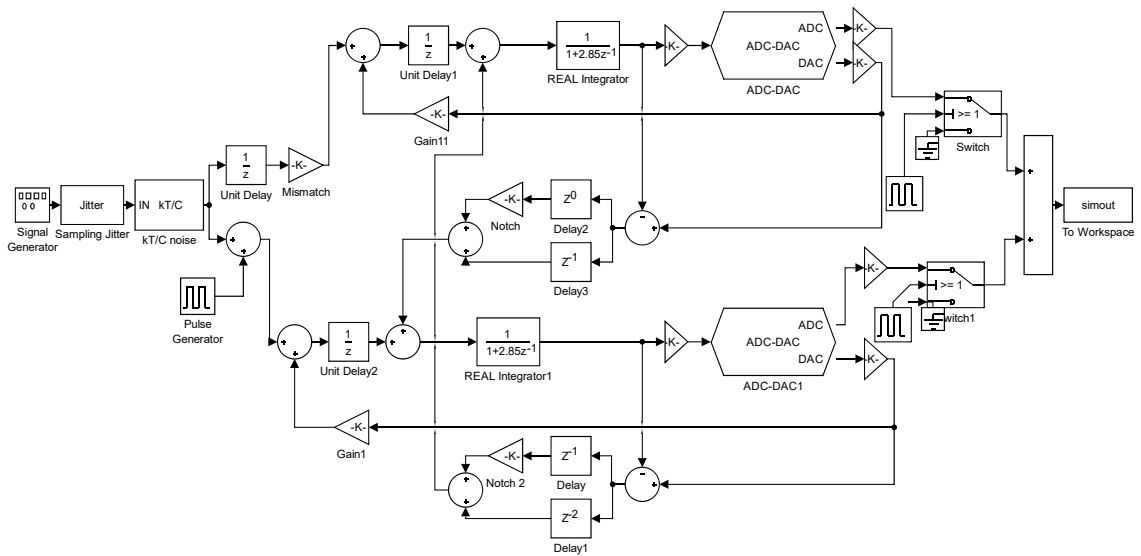 ADC
ADC-DAC
DAC
ADC-DAC
-K-
-K-
-K-
1
z
Unit Delay1
1
1+2.85z-1
REAL Integrator
-K-
Gain11
>= 1
Switch
1
z
Unit Delay
-K-
Mismatch
Signal
Generator
Jitter
Sampling Jitter
IN kT/C
kT/C noise
-K-
Notch
Z0
Delay2
Z-1
Delay3
simout
To Workspace
Pulse
Generator
-K-
>= 1
witch1
1
z
Unit Delay2
1
1+2.85z-1
REAL Integrator1
-K-
ADC
ADC-DAC
DAC
ADC-DAC1
-K-
-K-
Gain1
-K-
Notch 2
Z-1
Delay
Z-2
Delay1